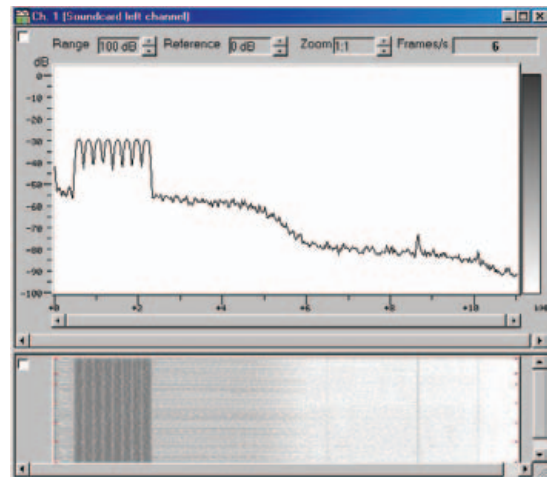 Ch. 1 (Soundcard left channel)
Range 100 dB Reference 0 dB Zoom 1:1 Frames/s 6
dB
0
-10
-20
-30
-40
-50
-60
-70
-80
-90
-100
+0 +2 +4 +6 +8 +10